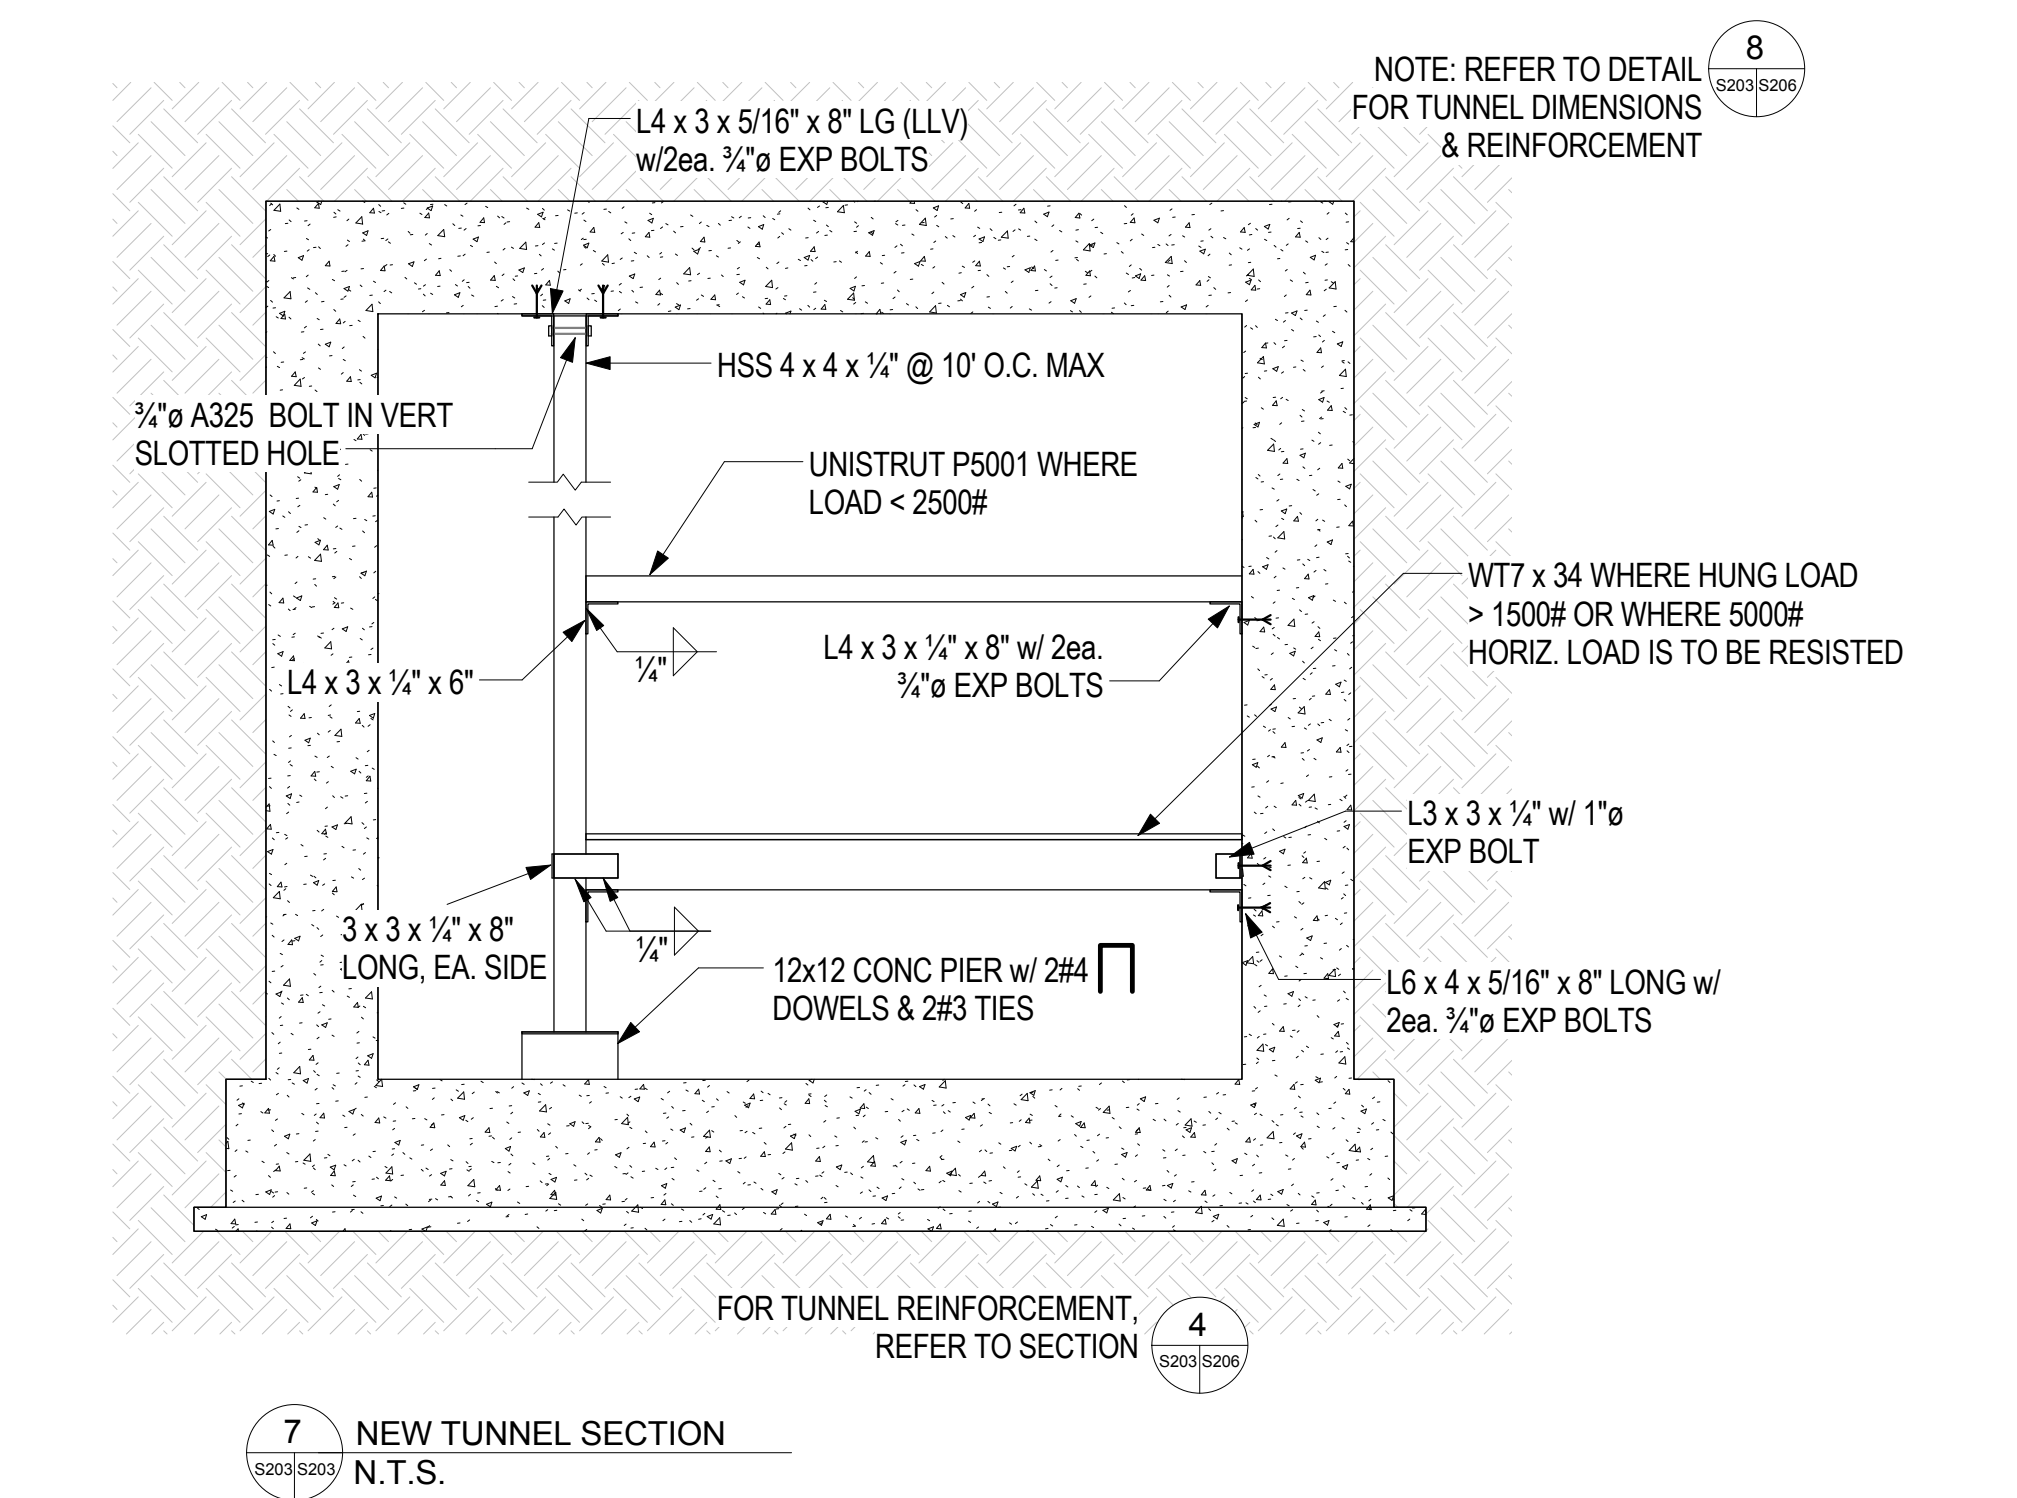 NOTE: REFER TO DETAIL
FOR TUNNEL DIMENSIONS
& REINFORCEMENT
8
S203 S206
L4 x 3 x 5/16" x 8" LG (LLV)
w/2ea. ¾"ø EXP BOLTS
HSS 4 x 4 x ¼" @ 10' O.C. MAX
¾"ø A325 BOLT IN VERT
SLOTTED HOLE
UNISTRUT P5001 WHERE
LOAD < 2500#
WT7 x 34 WHERE HUNG LOAD
> 1500# OR WHERE 5000#
HORIZ. LOAD IS TO BE RESISTED
L4 x 3 x ¼" x 6"
¼"
L4 x 3 x ¼" x 8" w/ 2ea.
¾"ø EXP BOLTS
L3 x 3 x ¼" w/ 1"ø
EXP BOLT
3 x 3 x ¼" x 8"
LONG, EA. SIDE
¼"
12x12 CONC PIER w/ 2#4
DOWELS & 2#3 TIES
L6 x 4 x 5/16" x 8" LONG w/
2ea. ¾"ø EXP BOLTS
FOR TUNNEL REINFORCEMENT,
REFER TO SECTION
4
S203 S206
7
S203 S203
NEW TUNNEL SECTION
N.T.S.